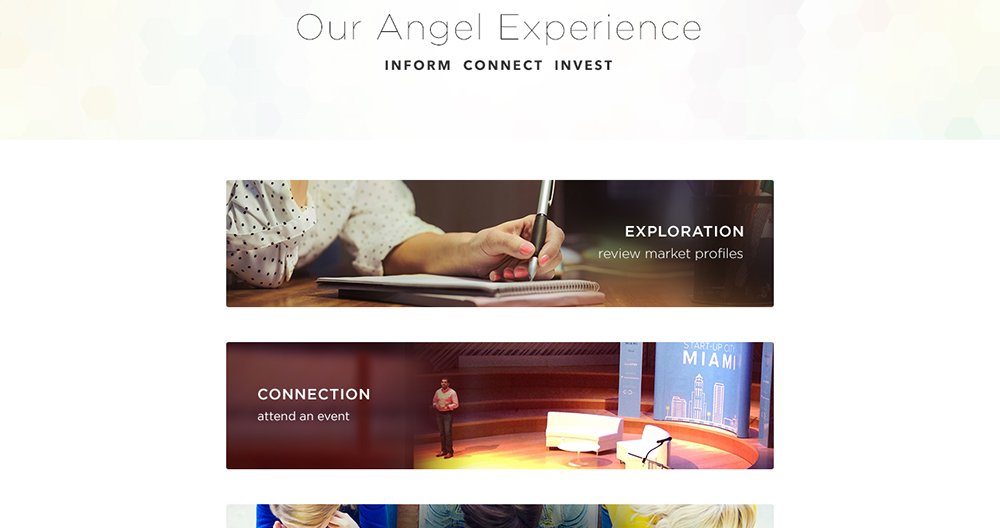 Our Angel Experience
INFORM CONNECT INVEST
EXPLORATION
review market profiles
CONNECTION
attend an event
START-UP CITY
MIAMI